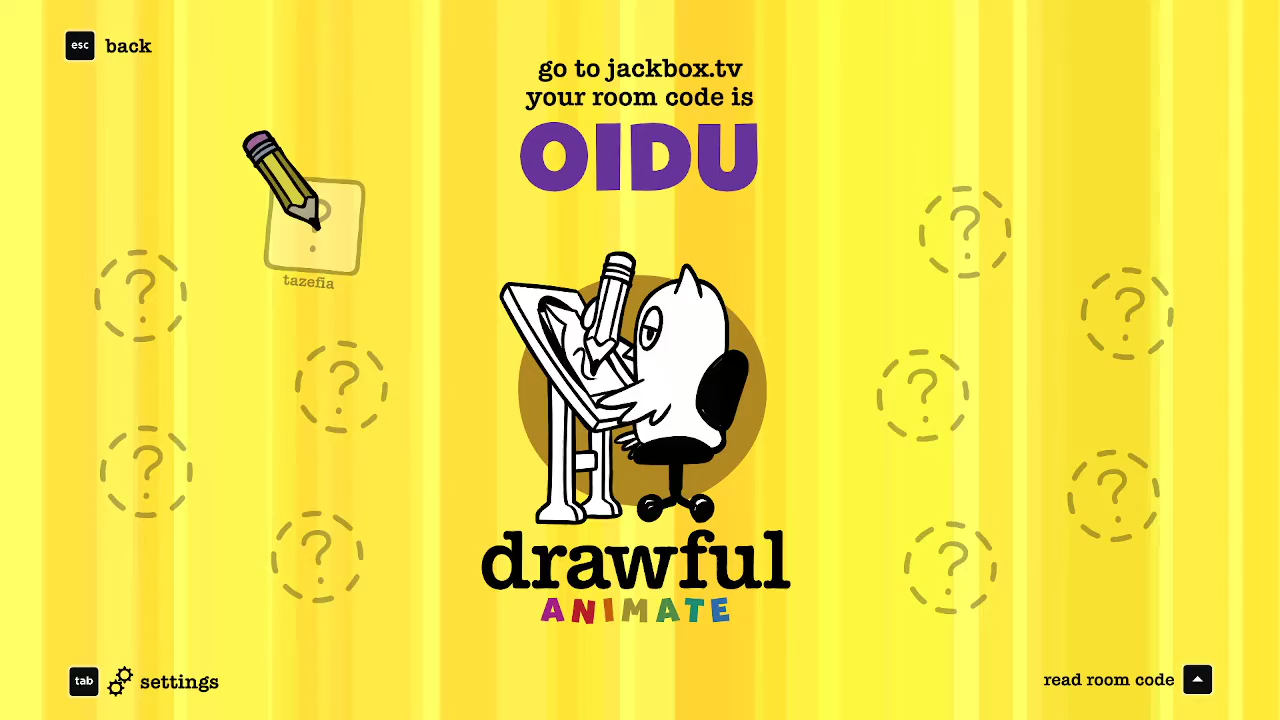 esc back
go to jackbox.tv
your room code is
OIDU
?
tazefia
?
?
?
?
?
?
?
?
?
drawful
ANIMATE
tab settings
read room code